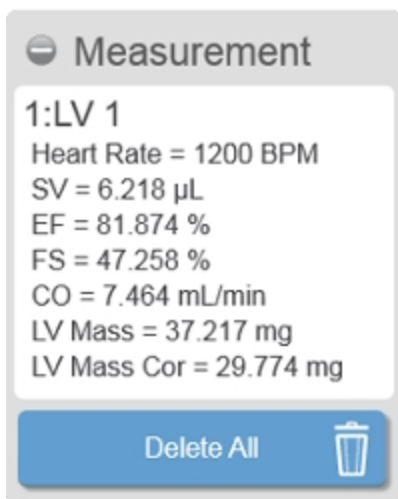 Measurement
1:LV 1
Heart Rate = 1200 BPM
SV = 6.218 µL
EF = 81.874 %
FS = 47.258 %
CO = 7.464 mL/min
LV Mass = 37.217 mg
LV Mass Cor = 29.774 mg
Delete All